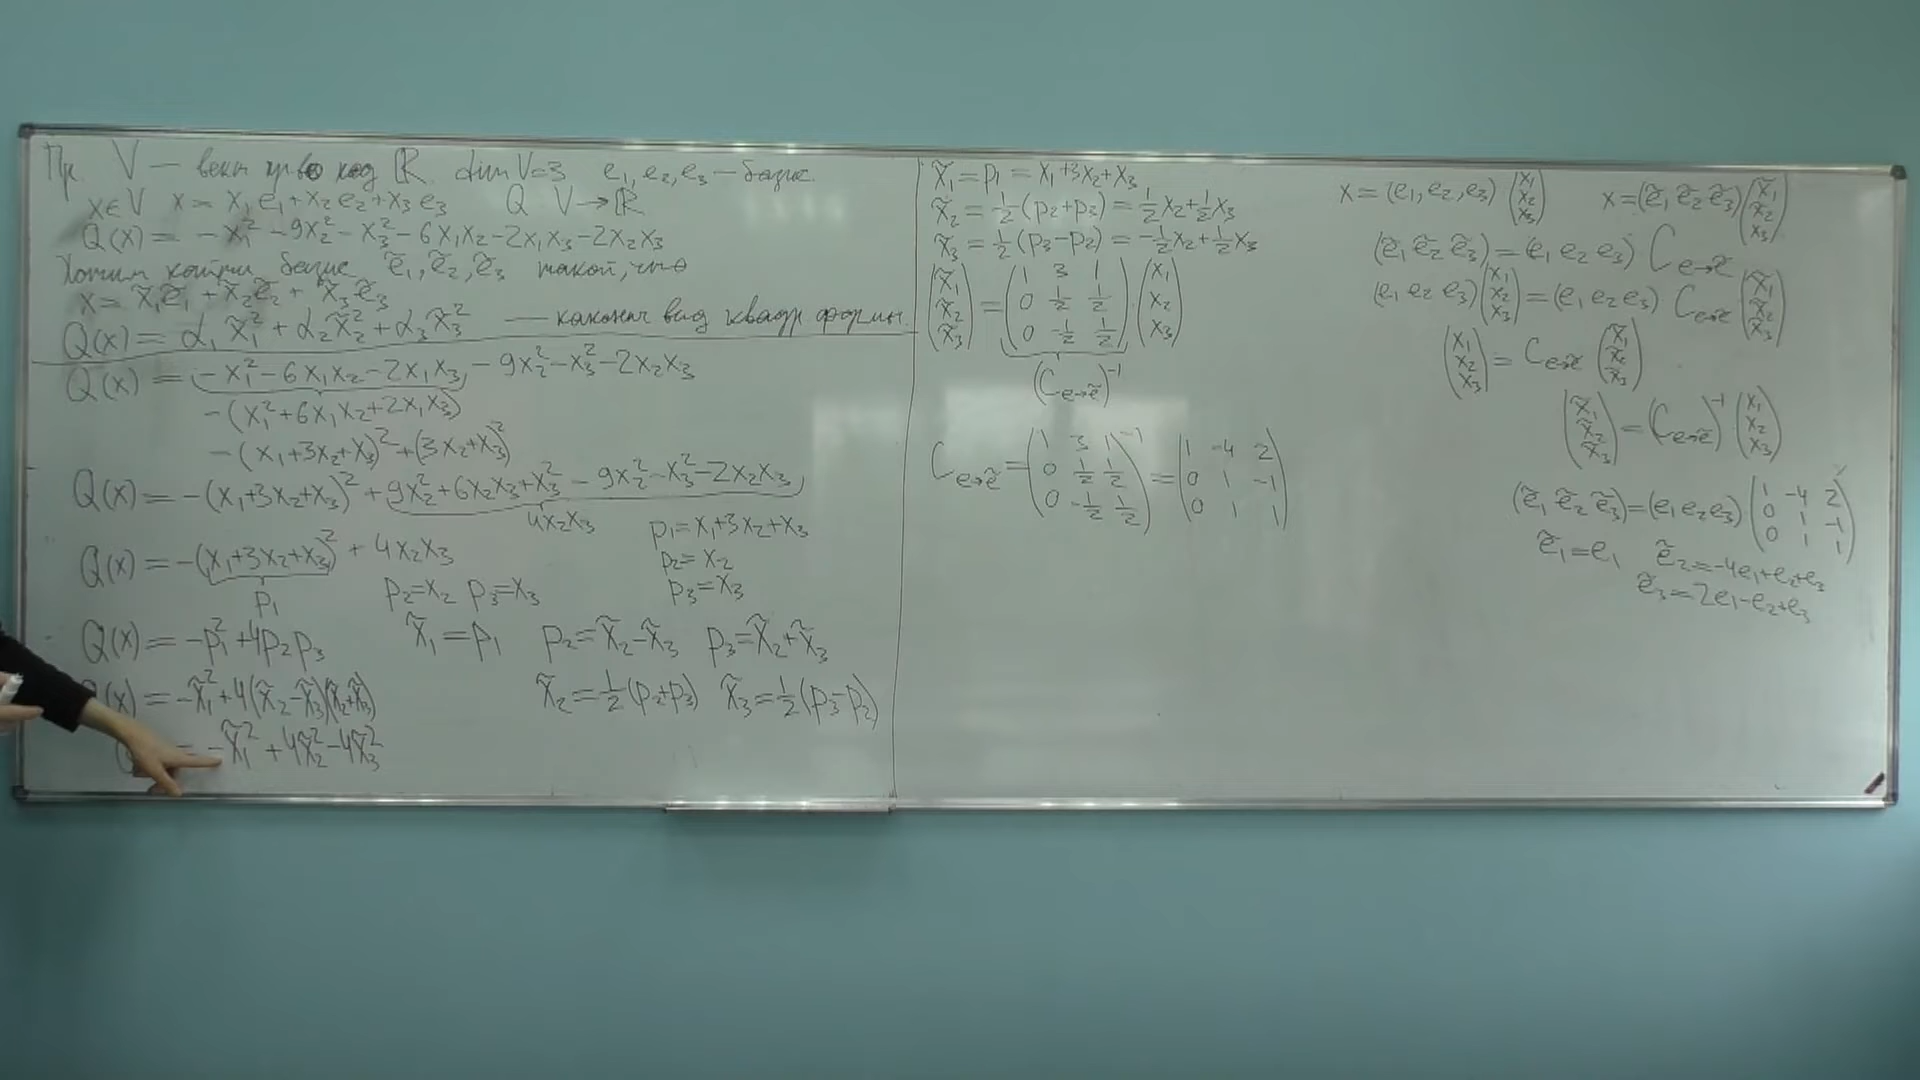 Пр. V — вект пр-во над ℝ dim V=3 e₁, e₂, e₃ — базис.
x∈V x = x₁e₁+x₂e₂+x₃e₃ Q V→ℝ
Q(x) = -x₁²-9x₂²-x₃²-6x₁x₂-2x₁x₃-2x₂x₃
Хотим найти базис ẽ₁, ẽ₂, ẽ₃ такой, что
x = x̃₁ẽ₁+x̃₂ẽ₂+x̃₃ẽ₃
Q(x) = α₁x̃₁²+α₂x̃₂²+α₃x̃₃² — канонич вид квадр формы.
Q(x) = -x₁²-6x₁x₂-2x₁x₃-9x₂²-x₃²-2x₂x₃
-(x₁²+6x₁x₂+2x₁x₃)
-(x₁+3x₂+x₃)²+(3x₂+x₃)²
Q(x) = -(x₁+3x₂+x₃)²+9x₂²+6x₂x₃+x₃²-9x₂²-x₃²-2x₂x₃
4x₂x₃
p₁=x₁+3x₂+x₃
p₂=x₂
p₃=x₃
Q(x) = -(x₁+3x₂+x₃)²+4x₂x₃
p₁
p₂=x₂ p₃=x₃
Q(x) = -p₁²+4p₂p₃ x̃₁=p₁ p₂=x̃₂-x̃₃ p₃=x̃₂+x̃₃
(x) = -x̃₁²+4(x̃₂-x̃₃)(x̃₂+x̃₃) x̃₂=½(p₂+p₃) x̃₃=½(p₃-p₂)
Q = -x̃₁²+4x̃₂²-4x̃₃²
x̃₁=p₁=x₁+3x₂+x₃
x̃₂=½(p₂+p₃)=½x₂+½x₃
x̃₃=½(p₃-p₂)=-½x₂+½x₃
(x̃₁ x̃₂ x̃₃) = (1 3 1; 0 ½ ½; 0 -½ ½)·(x₁ x₂ x₃)
(C e→ẽ)⁻¹
C e→ẽ = (1 3 1; 0 ½ ½; 0 -½ ½)⁻¹ = (1 -4 2; 0 1 -1; 0 1 1)
x=(e₁, e₂, e₃)(x₁ x₂ x₃) x=(ẽ₁ ẽ₂ ẽ₃)(x̃₁ x̃₂ x̃₃)
(ẽ₁ ẽ₂ ẽ₃)=(e₁ e₂ e₃) C e→ẽ
(e₁ e₂ e₃)(x₁ x₂ x₃)=(e₁ e₂ e₃) C e→ẽ (x̃₁ x̃₂ x̃₃)
(x₁ x₂ x₃) = C e→ẽ (x̃₁ x̃₂ x̃₃)
(x̃₁ x̃₂ x̃₃) = (C e→ẽ)⁻¹ (x₁ x₂ x₃)
(ẽ₁ ẽ₂ ẽ₃)=(e₁ e₂ e₃)(1 -4 2; 0 1 -1; 0 1 1)
ẽ₁=e₁ ẽ₂=-4e₁+e₂+e₃
ẽ₃=2e₁-e₂+e₃